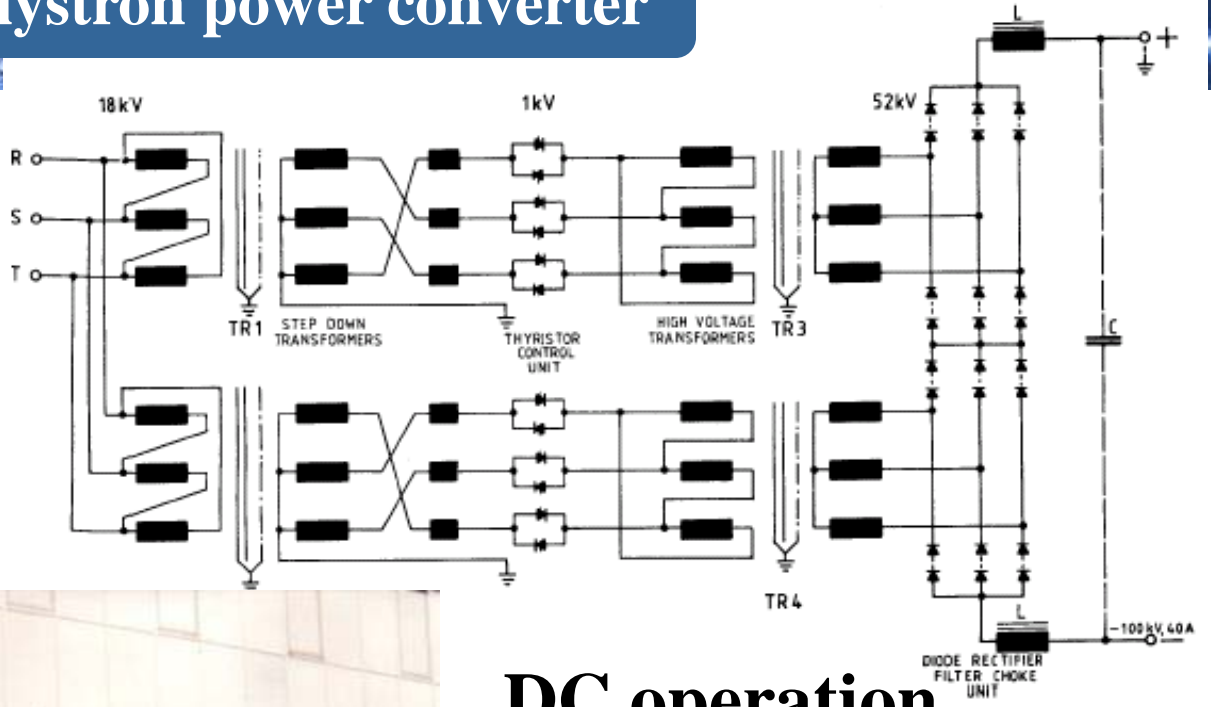 lystron power converter
L
+
18kV
1kV
52kV
R
S
T
C
TR1
STEP DOWN
TRANSFORMERS
THYRISTOR
CONTROL
UNIT
HIGH VOLTAGE
TRANSFORMERS
TR3
TR4
L
-100kV,40A
DIODE RECTIFIER
FILTER CHOKE
UNIT
DC operation